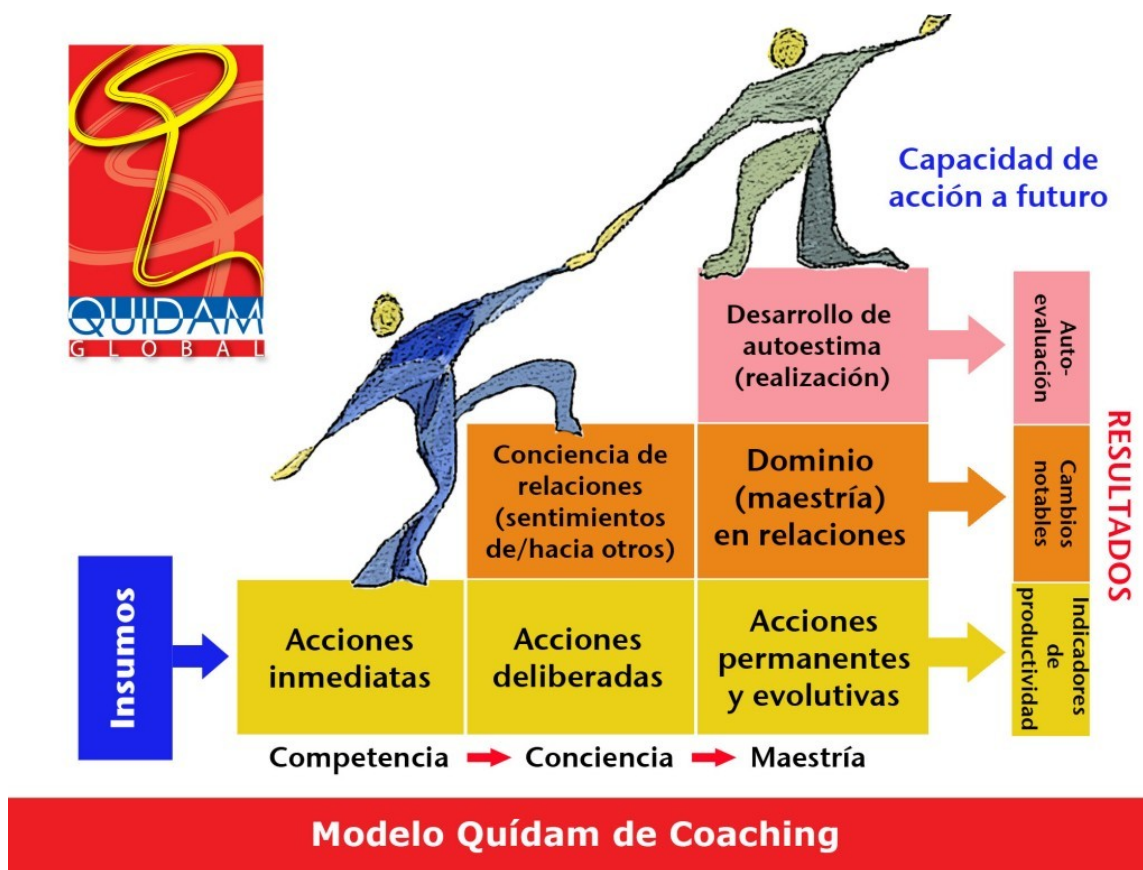 QUIDAM
GLOBAL
Capacidad de
acción a futuro
Desarrollo de
autoestima
(realización)
Auto-
evaluación
Conciencia de
relaciones
(sentimientos
de/hacia otros)
Dominio
(maestría)
en relaciones
Cambios
notables
RESULTADOS
Insumos
Acciones
inmediatas
Acciones
deliberadas
Acciones
permanentes
y evolutivas
Indicadores
de
productividad
Competencia
Conciencia
Maestría
Modelo Quídam de Coaching